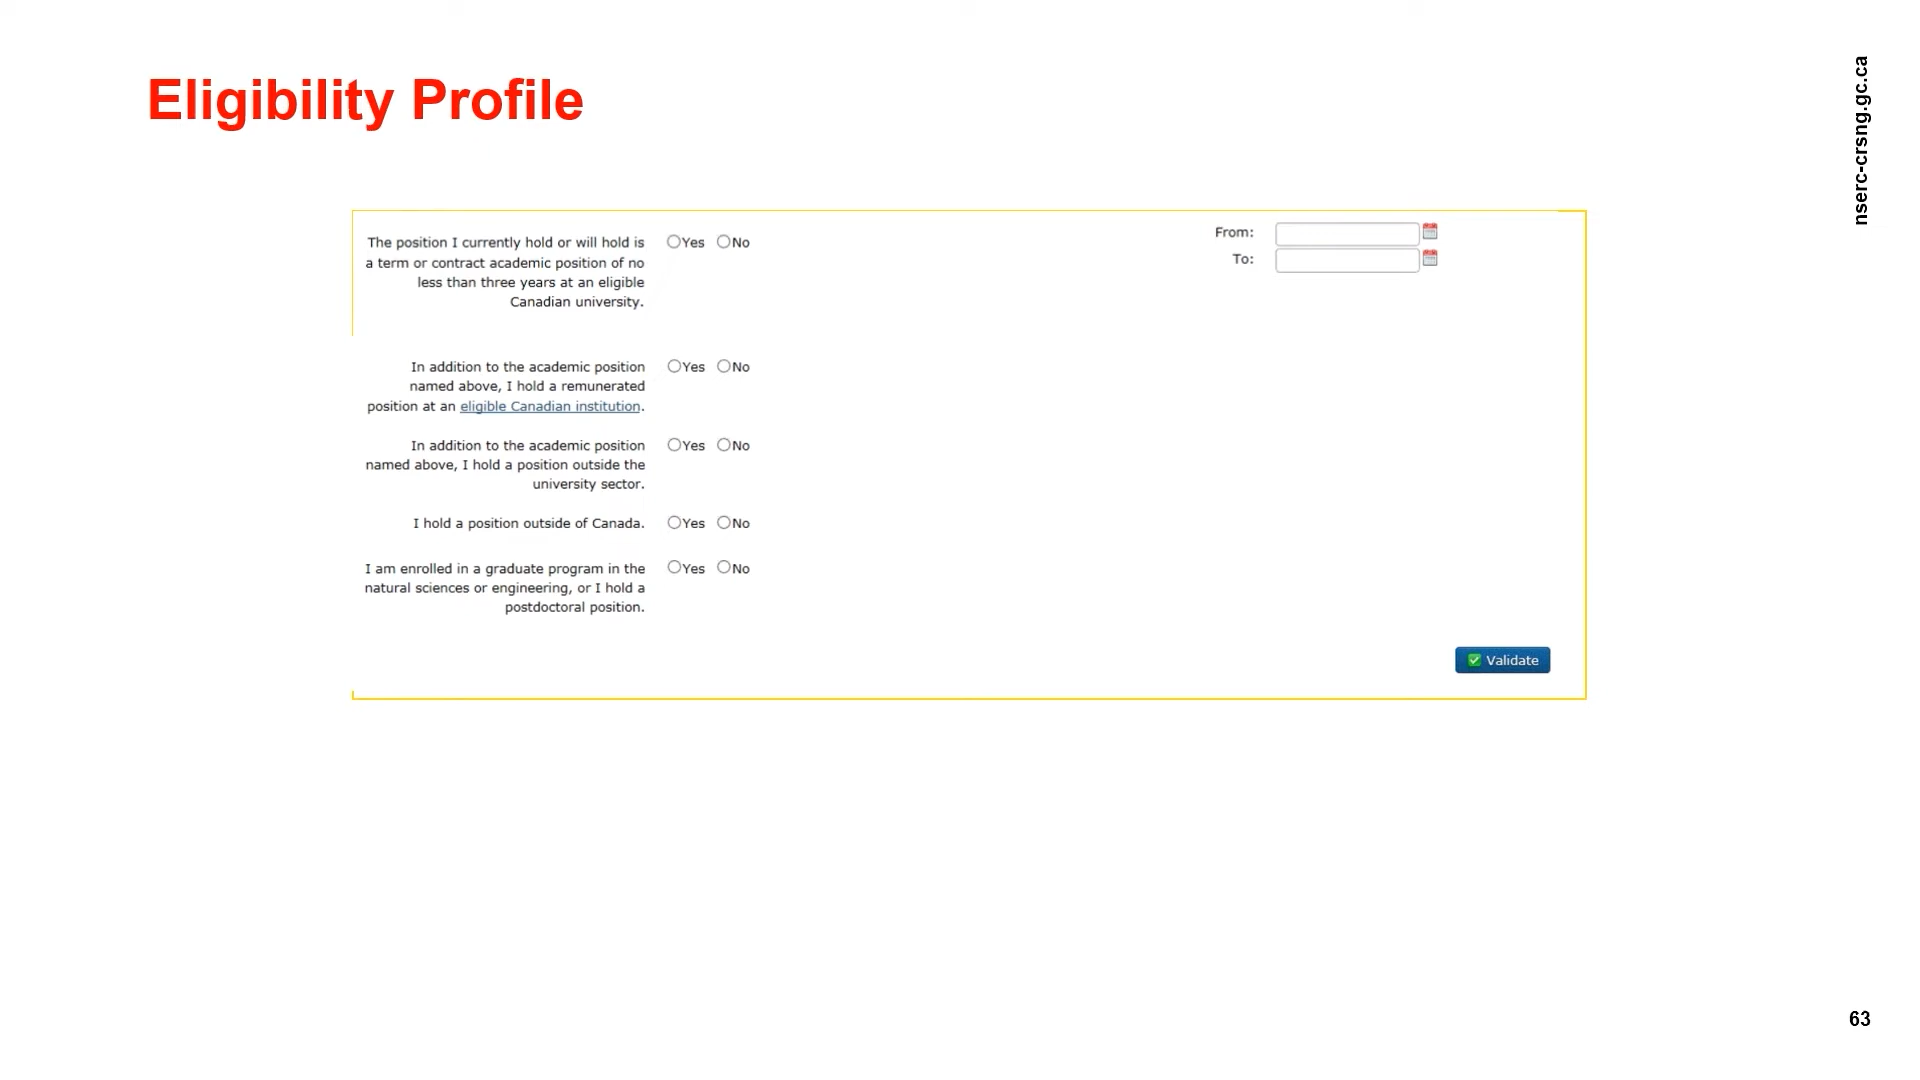 Eligibility Profile
nserc-crsng.gc.ca
The position I currently hold or will hold is
a term or contract academic position of no
less than three years at an eligible
Canadian university.
Yes No
From:
To:
In addition to the academic position
named above, I hold a remunerated
position at an eligible Canadian institution.
Yes No
In addition to the academic position
named above, I hold a position outside the
university sector.
Yes No
I hold a position outside of Canada.
Yes No
I am enrolled in a graduate program in the
natural sciences or engineering, or I hold a
postdoctoral position.
Yes No
Validate
63